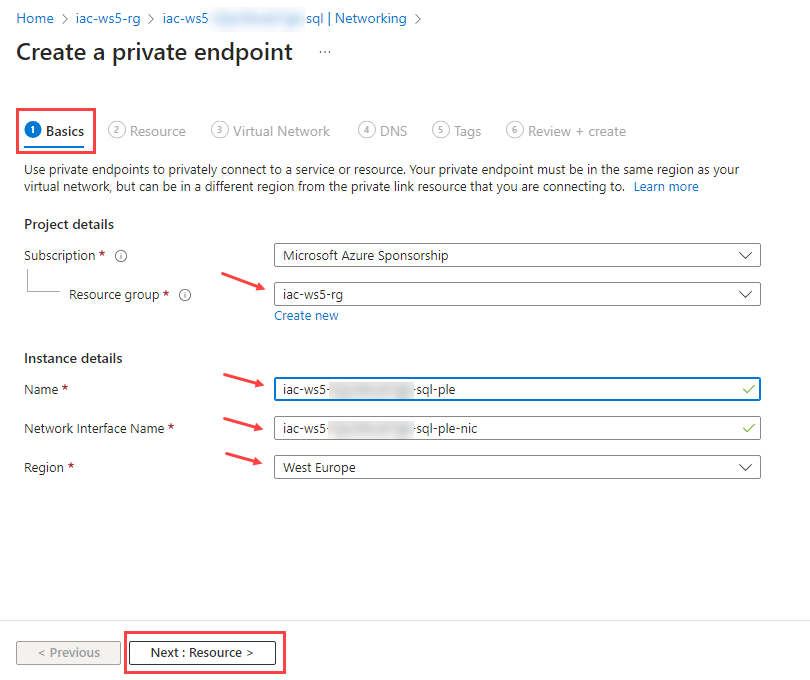 Home > iac-ws5-rg > iac-ws5 sql | Networking >
Create a private endpoint ...
1 Basics 2 Resource 3 Virtual Network 4 DNS 5 Tags 6 Review + create
Use private endpoints to privately connect to a service or resource. Your private endpoint must be in the same region as your
virtual network, but can be in a different region from the private link resource that you are connecting to. Learn more
Project details
Subscription * Microsoft Azure Sponsorship
Resource group * iac-ws5-rg
Create new
Instance details
Name * iac-ws5- -sql-ple
Network Interface Name * iac-ws5- -sql-ple-nic
Region * West Europe
< Previous Next : Resource >